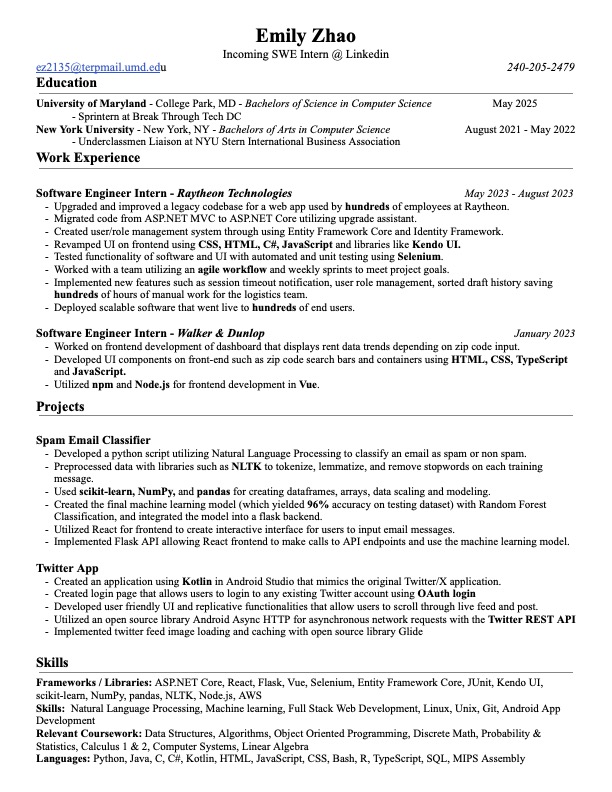 Emily Zhao
Incoming SWE Intern @ Linkedin
ez2135@terpmail.umd.edu 240-205-2479
Education
University of Maryland - College Park, MD - Bachelors of Science in Computer Science May 2025
- Sprintern at Break Through Tech DC
New York University - New York, NY - Bachelors of Arts in Computer Science August 2021 - May 2022
- Underclassmen Liaison at NYU Stern International Business Association
Work Experience
Software Engineer Intern - Raytheon Technologies May 2023 - August 2023
- Upgraded and improved a legacy codebase for a web app used by hundreds of employees at Raytheon.
- Migrated code from ASP.NET MVC to ASP.NET Core utilizing upgrade assistant.
- Created user/role management system through using Entity Framework Core and Identity Framework.
- Revamped UI on frontend using CSS, HTML, C#, JavaScript and libraries like Kendo UI.
- Tested functionality of software and UI with automated and unit testing using Selenium.
- Worked with a team utilizing an agile workflow and weekly sprints to meet project goals.
- Implemented new features such as session timeout notification, user role management, sorted draft history saving
hundreds of hours of manual work for the logistics team.
- Deployed scalable software that went live to hundreds of end users.
Software Engineer Intern - Walker & Dunlop January 2023
- Worked on frontend development of dashboard that displays rent data trends depending on zip code input.
- Developed UI components on front-end such as zip code search bars and containers using HTML, CSS, TypeScript
and JavaScript.
- Utilized npm and Node.js for frontend development in Vue.
Projects
Spam Email Classifier
- Developed a python script utilizing Natural Language Processing to classify an email as spam or non spam.
- Preprocessed data with libraries such as NLTK to tokenize, lemmatize, and remove stopwords on each training
message.
- Used scikit-learn, NumPy, and pandas for creating dataframes, arrays, data scaling and modeling.
- Created the final machine learning model (which yielded 96% accuracy on testing dataset) with Random Forest
Classification, and integrated the model into a flask backend.
- Utilized React for frontend to create interactive interface for users to input email messages.
- Implemented Flask API allowing React frontend to make calls to API endpoints and use the machine learning model.
Twitter App
- Created an application using Kotlin in Android Studio that mimics the original Twitter/X application.
- Created login page that allows users to login to any existing Twitter account using OAuth login
- Developed user friendly UI and replicative functionalities that allow users to scroll through live feed and post.
- Utilized an open source library Android Async HTTP for asynchronous network requests with the Twitter REST API
- Implemented twitter feed image loading and caching with open source library Glide
Skills
Frameworks / Libraries: ASP.NET Core, React, Flask, Vue, Selenium, Entity Framework Core, JUnit, Kendo UI,
scikit-learn, NumPy, pandas, NLTK, Node.js, AWS
Skills: Natural Language Processing, Machine learning, Full Stack Web Development, Linux, Unix, Git, Android App
Development
Relevant Coursework: Data Structures, Algorithms, Object Oriented Programming, Discrete Math, Probability &
Statistics, Calculus 1 & 2, Computer Systems, Linear Algebra
Languages: Python, Java, C, C#, Kotlin, HTML, JavaScript, CSS, Bash, R, TypeScript, SQL, MIPS Assembly